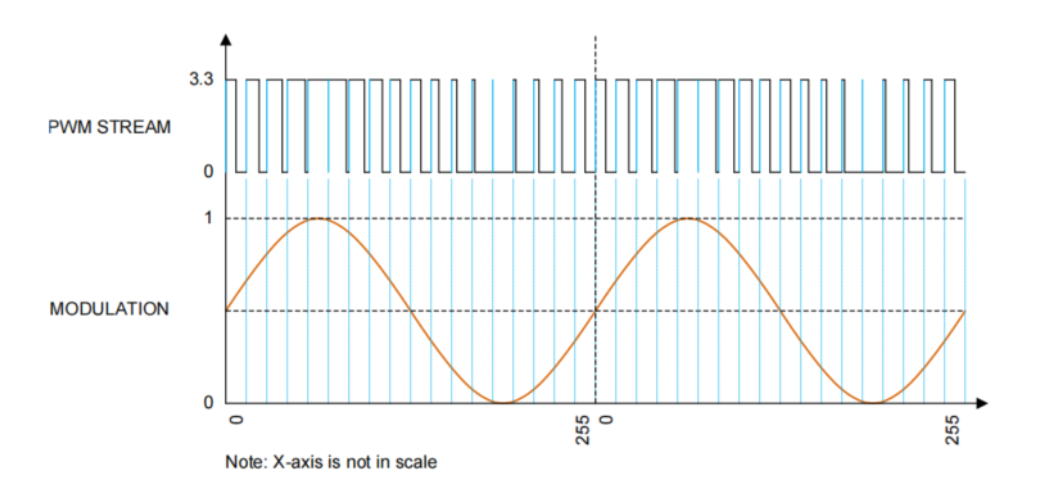 3.3
PWM STREAM
0
1
MODULATION
0
0 255 0 255
Note: X-axis is not in scale